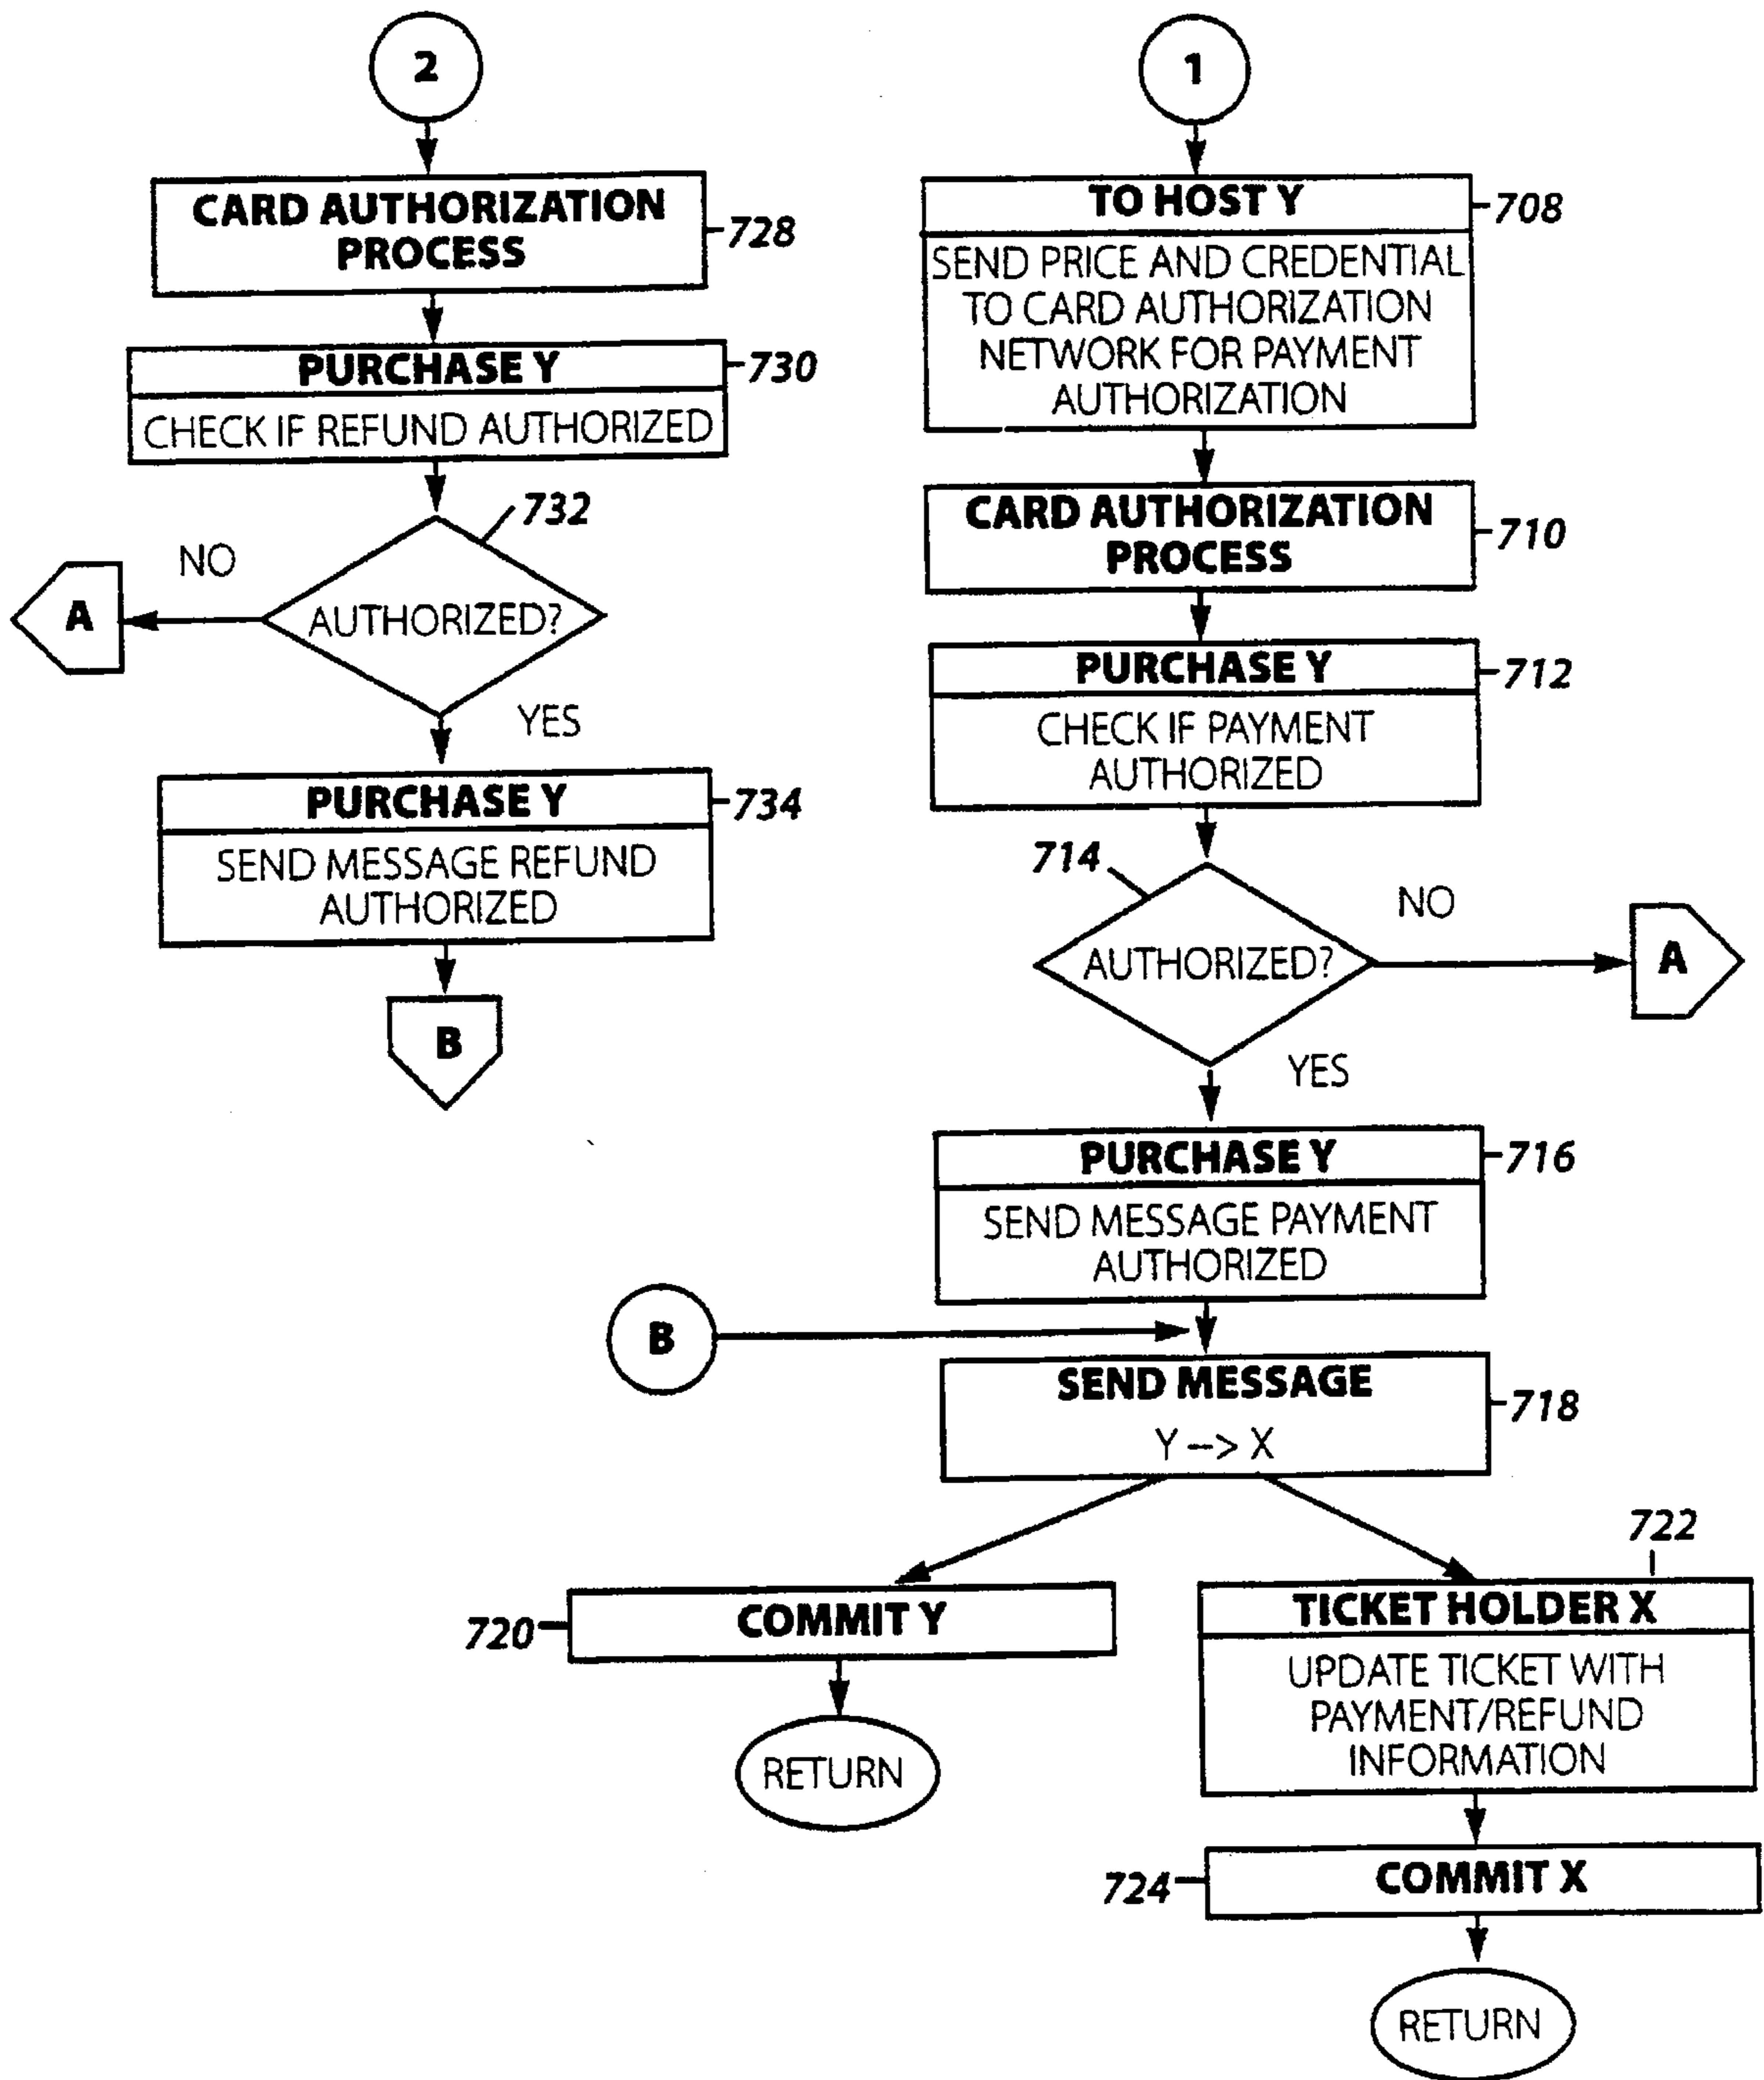 2
CARD AUTHORIZATION
PROCESS
728
PURCHASE Y
730
CHECK IF REFUND AUTHORIZED
732
NO
A
AUTHORIZED?
YES
PURCHASE Y
734
SEND MESSAGE REFUND
AUTHORIZED
B
1
TO HOST Y
708
SEND PRICE AND CREDENTIAL
TO CARD AUTHORIZATION
NETWORK FOR PAYMENT
AUTHORIZATION
CARD AUTHORIZATION
PROCESS
710
PURCHASE Y
712
CHECK IF PAYMENT
AUTHORIZED
714
NO
AUTHORIZED?
A
YES
PURCHASE Y
716
SEND MESSAGE PAYMENT
AUTHORIZED
B
SEND MESSAGE
718
Y --> X
720
COMMIT Y
RETURN
722
TICKET HOLDER X
UPDATE TICKET WITH
PAYMENT/REFUND
INFORMATION
724
COMMIT X
RETURN